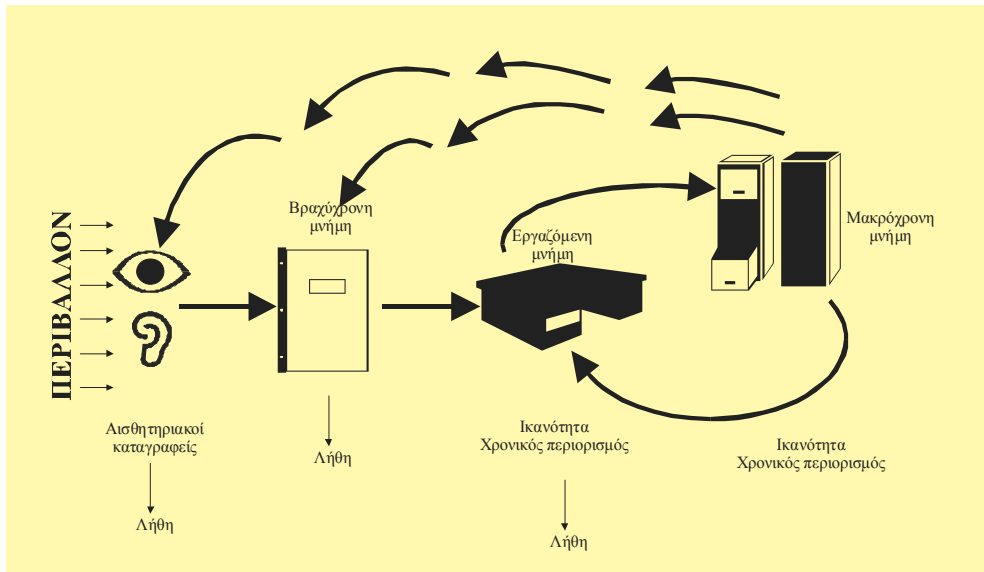 ΠΕΡΙΒΑΛΛΟΝ
Βραχύχρονη
μνήμη
Εργαζόμενη
μνήμη
Μακρόχρονη
μνήμη
Αισθητηριακοί
καταγραφείς
Λήθη
Λήθη
Ικανότητα
Χρονικός περιορισμός
Λήθη
Ικανότητα
Χρονικός περιορισμός